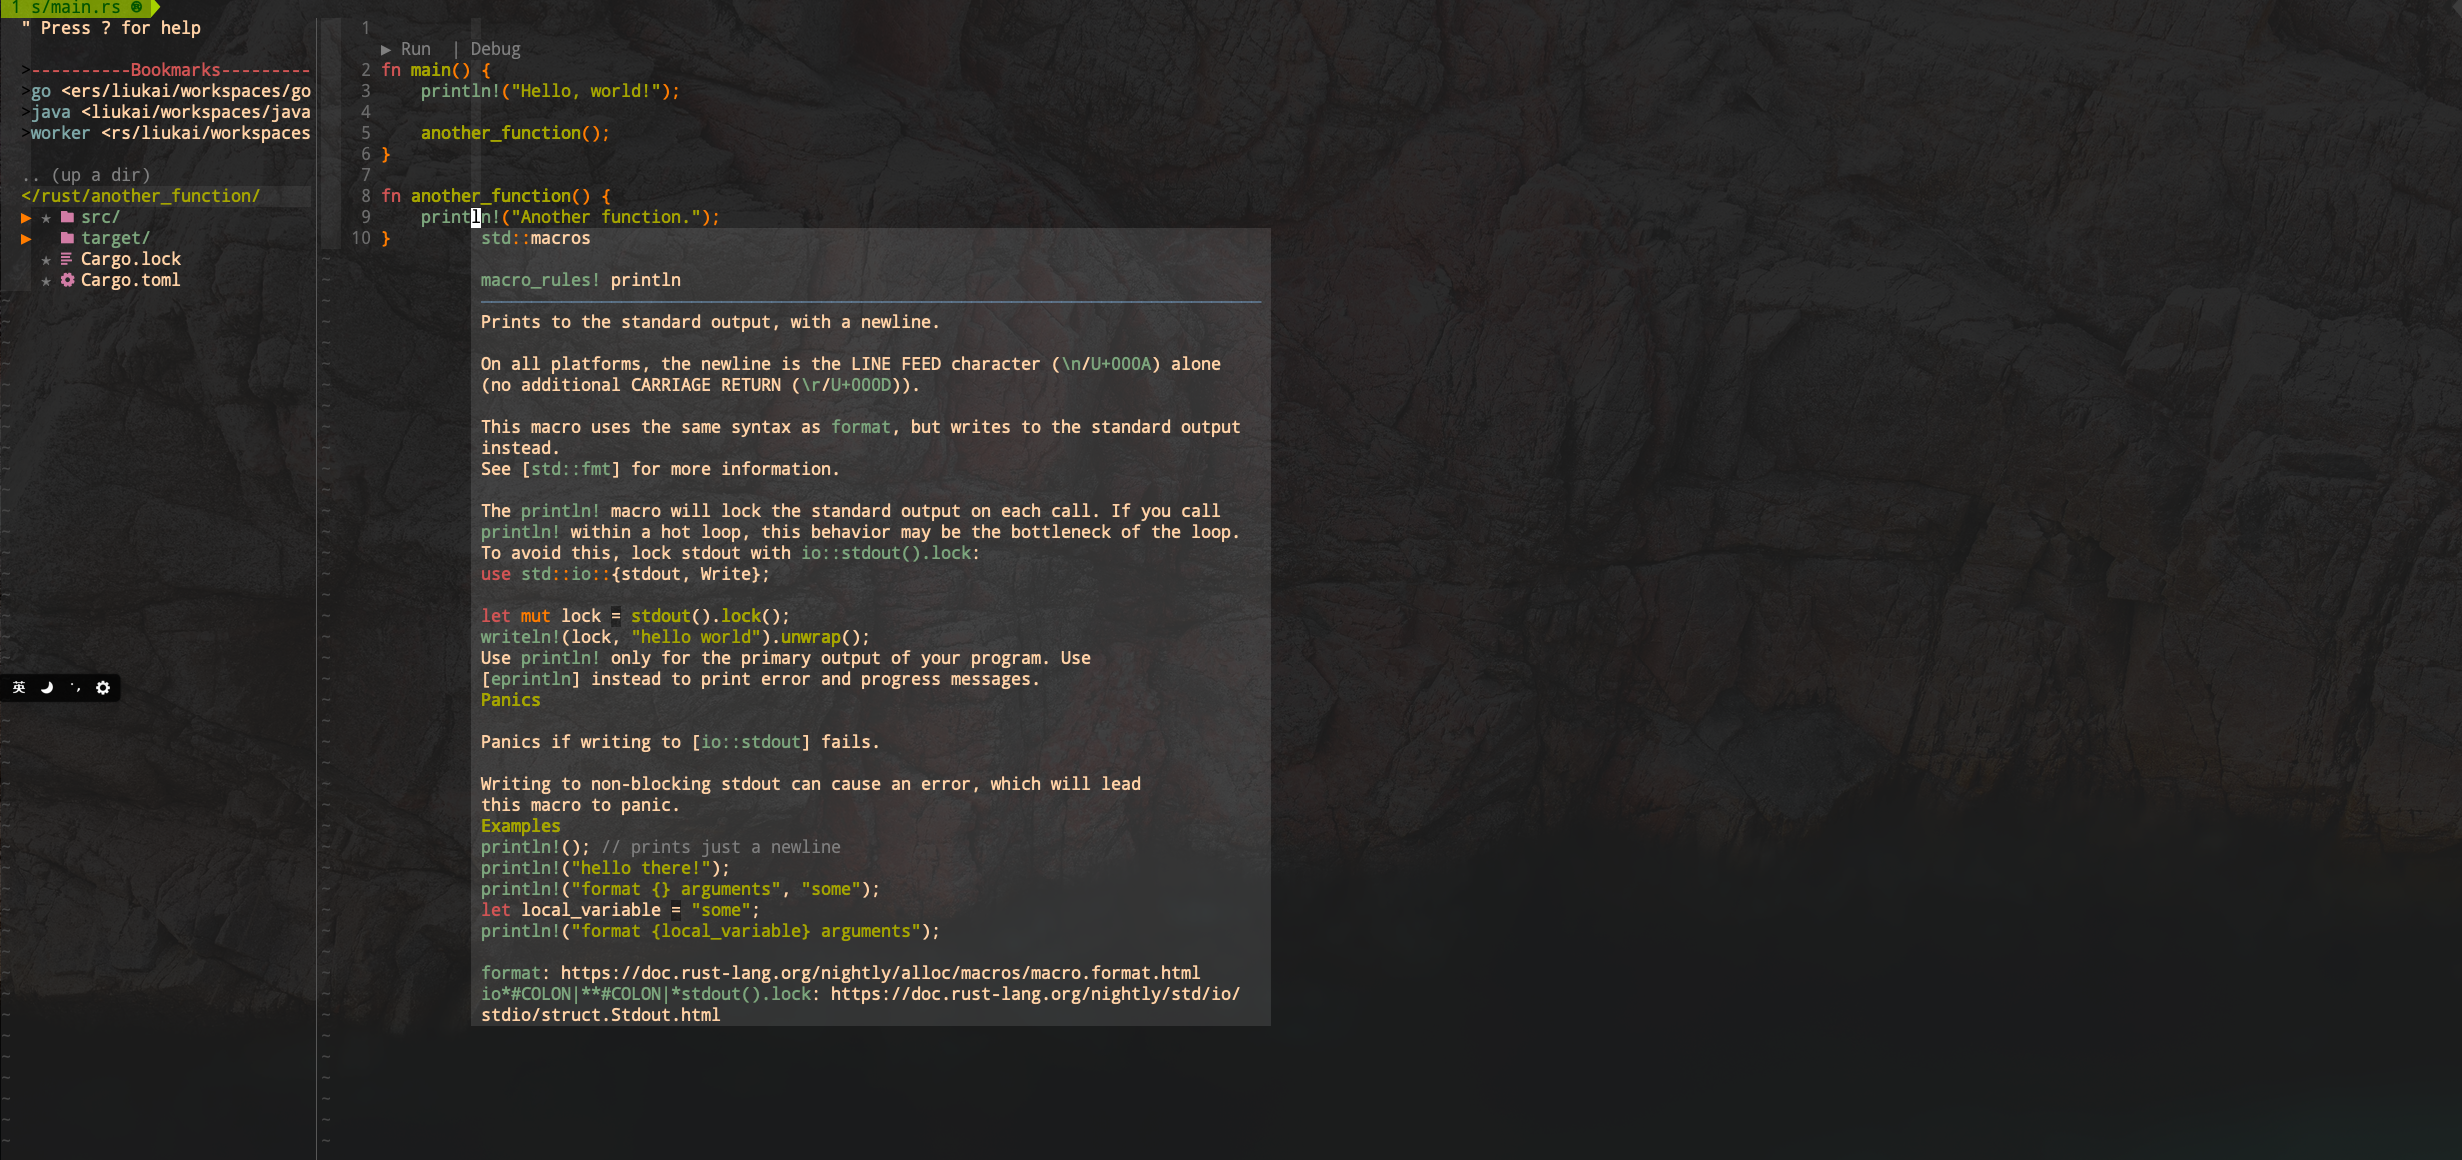 1 s/main.rs
" Press ? for help
>----------Bookmarks---------
>go <ers/liukai/workspaces/go
>java <liukai/workspaces/java
>worker <rs/liukai/workspaces
.. (up a dir)
</rust/another_function/
▶ ★ src/
▶ target/
★ Cargo.lock
★ Cargo.toml
英
1
▶ Run | Debug
2 fn main() {
3     println!("Hello, world!");
4
5     another_function();
6 }
7
8 fn another_function() {
9     println!("Another function.");
10 }
std::macros
macro_rules! println
Prints to the standard output, with a newline.
On all platforms, the newline is the LINE FEED character (\n/U+000A) alone
(no additional CARRIAGE RETURN (\r/U+000D)).
This macro uses the same syntax as format, but writes to the standard output
instead.
See [std::fmt] for more information.
The println! macro will lock the standard output on each call. If you call
println! within a hot loop, this behavior may be the bottleneck of the loop.
To avoid this, lock stdout with io::stdout().lock:
use std::io::{stdout, Write};
let mut lock = stdout().lock();
writeln!(lock, "hello world").unwrap();
Use println! only for the primary output of your program. Use
[eprintln] instead to print error and progress messages.
Panics
Panics if writing to [io::stdout] fails.
Writing to non-blocking stdout can cause an error, which will lead
this macro to panic.
Examples
println!(); // prints just a newline
println!("hello there!");
println!("format {} arguments", "some");
let local_variable = "some";
println!("format {local_variable} arguments");
format: https://doc.rust-lang.org/nightly/alloc/macros/macro.format.html
io*#COLON|**#COLON|*stdout().lock: https://doc.rust-lang.org/nightly/std/io/
stdio/struct.Stdout.html